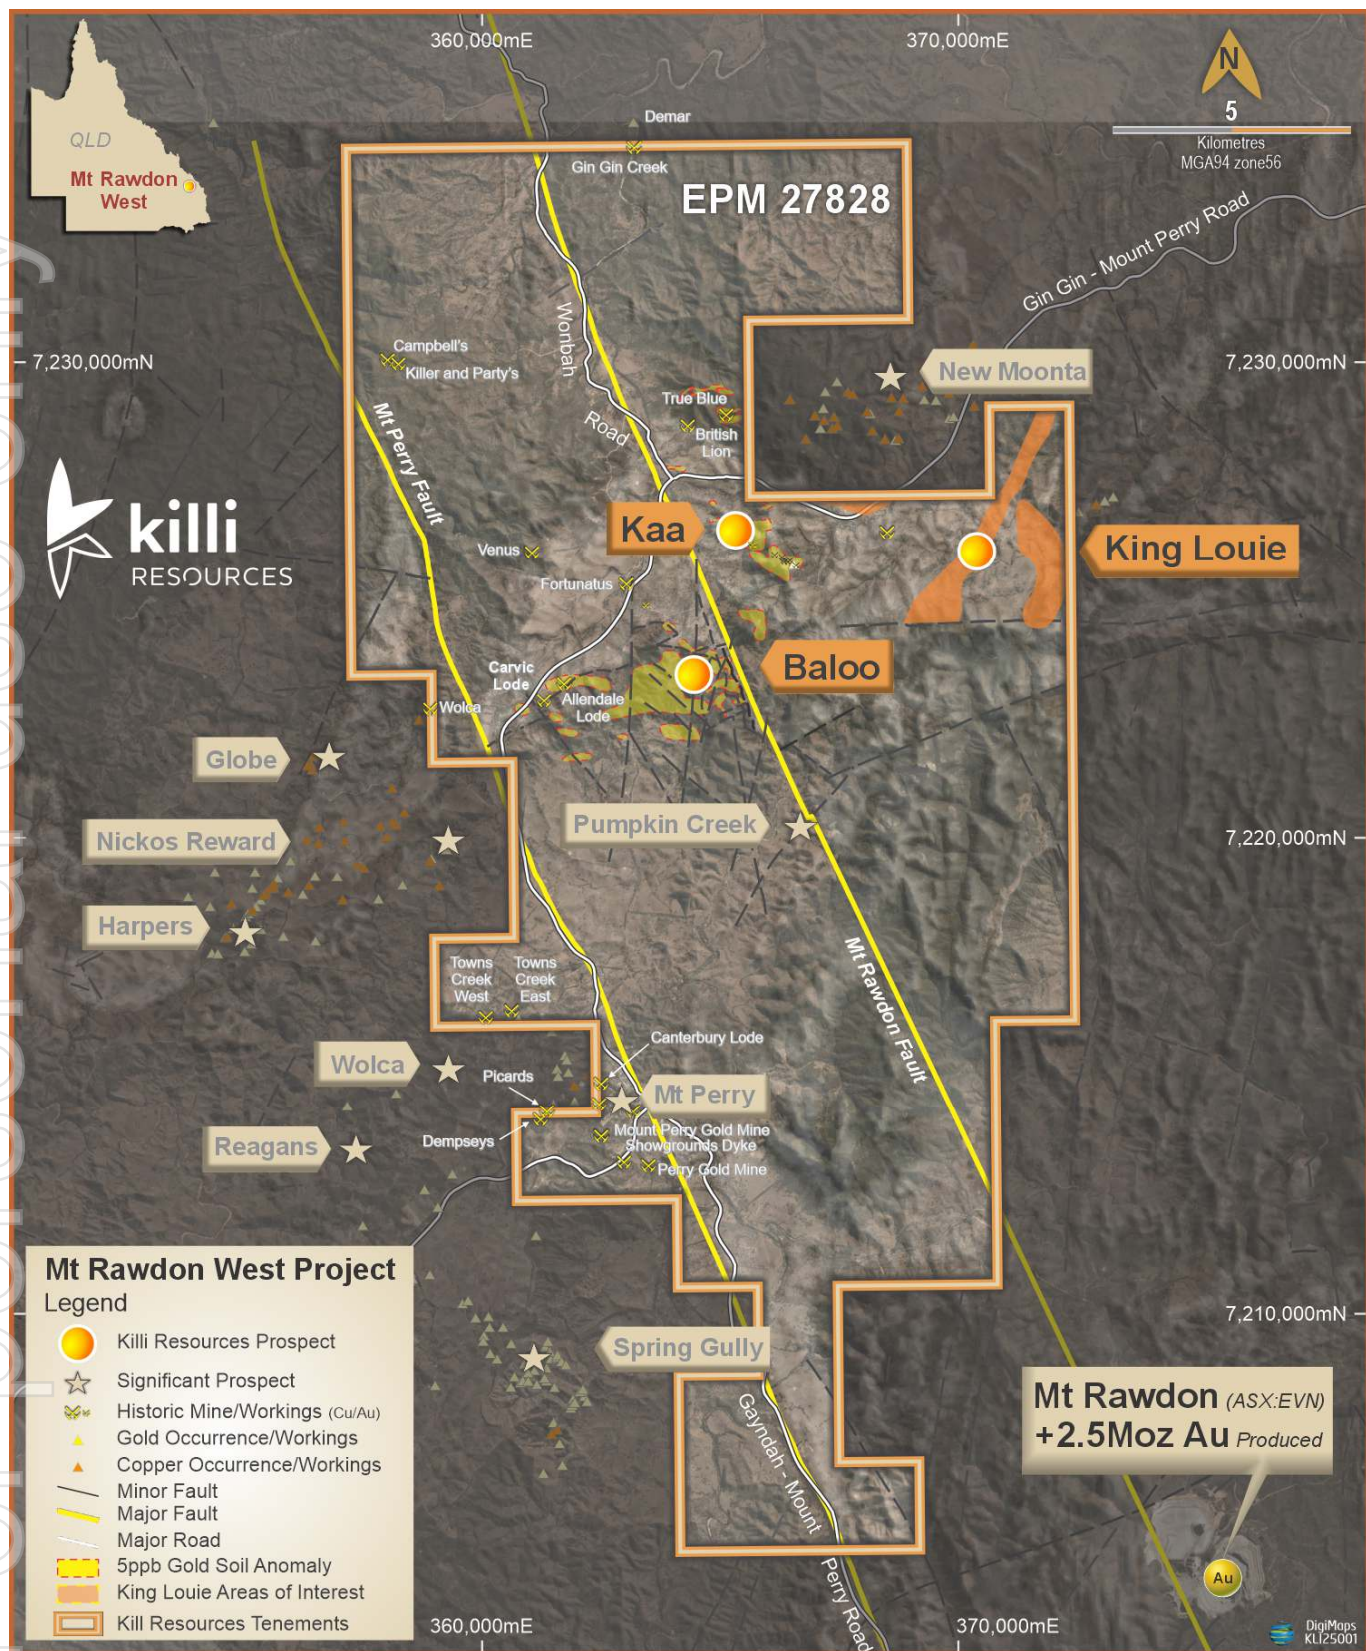 360,000mE
370,000mE
N
5
Kilometres
MGA94 zone56
QLD
Mt Rawdon
West
Demar
Gin Gin Creek
EPM 27828
Gin Gin - Mount Perry Road
7,230,000mN
7,230,000mN
Campbell's
Killer and Party's
Wonbah
Road
New Moonta
True Blue
British
Lion
Mt Perry Fault
killi
RESOURCES
Kaa
King Louie
Venus
Fortunatus
Baloo
Carvic
Lode
Allendale
Lode
Wolca
Globe
Pumpkin Creek
Nickos Reward
7,220,000mN
Harpers
Towns
Creek
West
Towns
Creek
East
Mt Rawdon Fault
Canterbury Lode
Wolca
Picards
Mt Perry
Dempseys
Mount Perry Gold Mine
Showgrounds Dyke
Reagans
Perry Gold Mine
7,210,000mN
Spring Gully
Gayndah - Mount
Perry Road
Mt Rawdon (ASX:EVN)
+2.5Moz Au Produced
Au
Mt Rawdon West Project
Legend
Killi Resources Prospect
Significant Prospect
Historic Mine/Workings (Cu/Au)
Gold Occurrence/Workings
Copper Occurrence/Workings
Minor Fault
Major Fault
Major Road
5ppb Gold Soil Anomaly
King Louie Areas of Interest
Kill Resources Tenements
360,000mE
370,000mE
DigiMaps
KLI25001